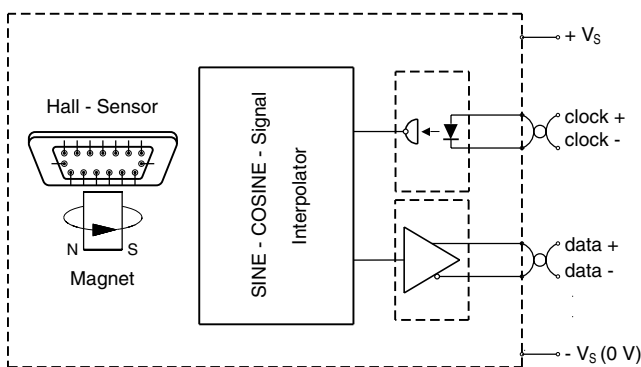 + VS
Hall - Sensor
clock +
clock -
SINE - COSINE - Signal
Interpolator
N
S
Magnet
data +
data -
- VS (0 V)